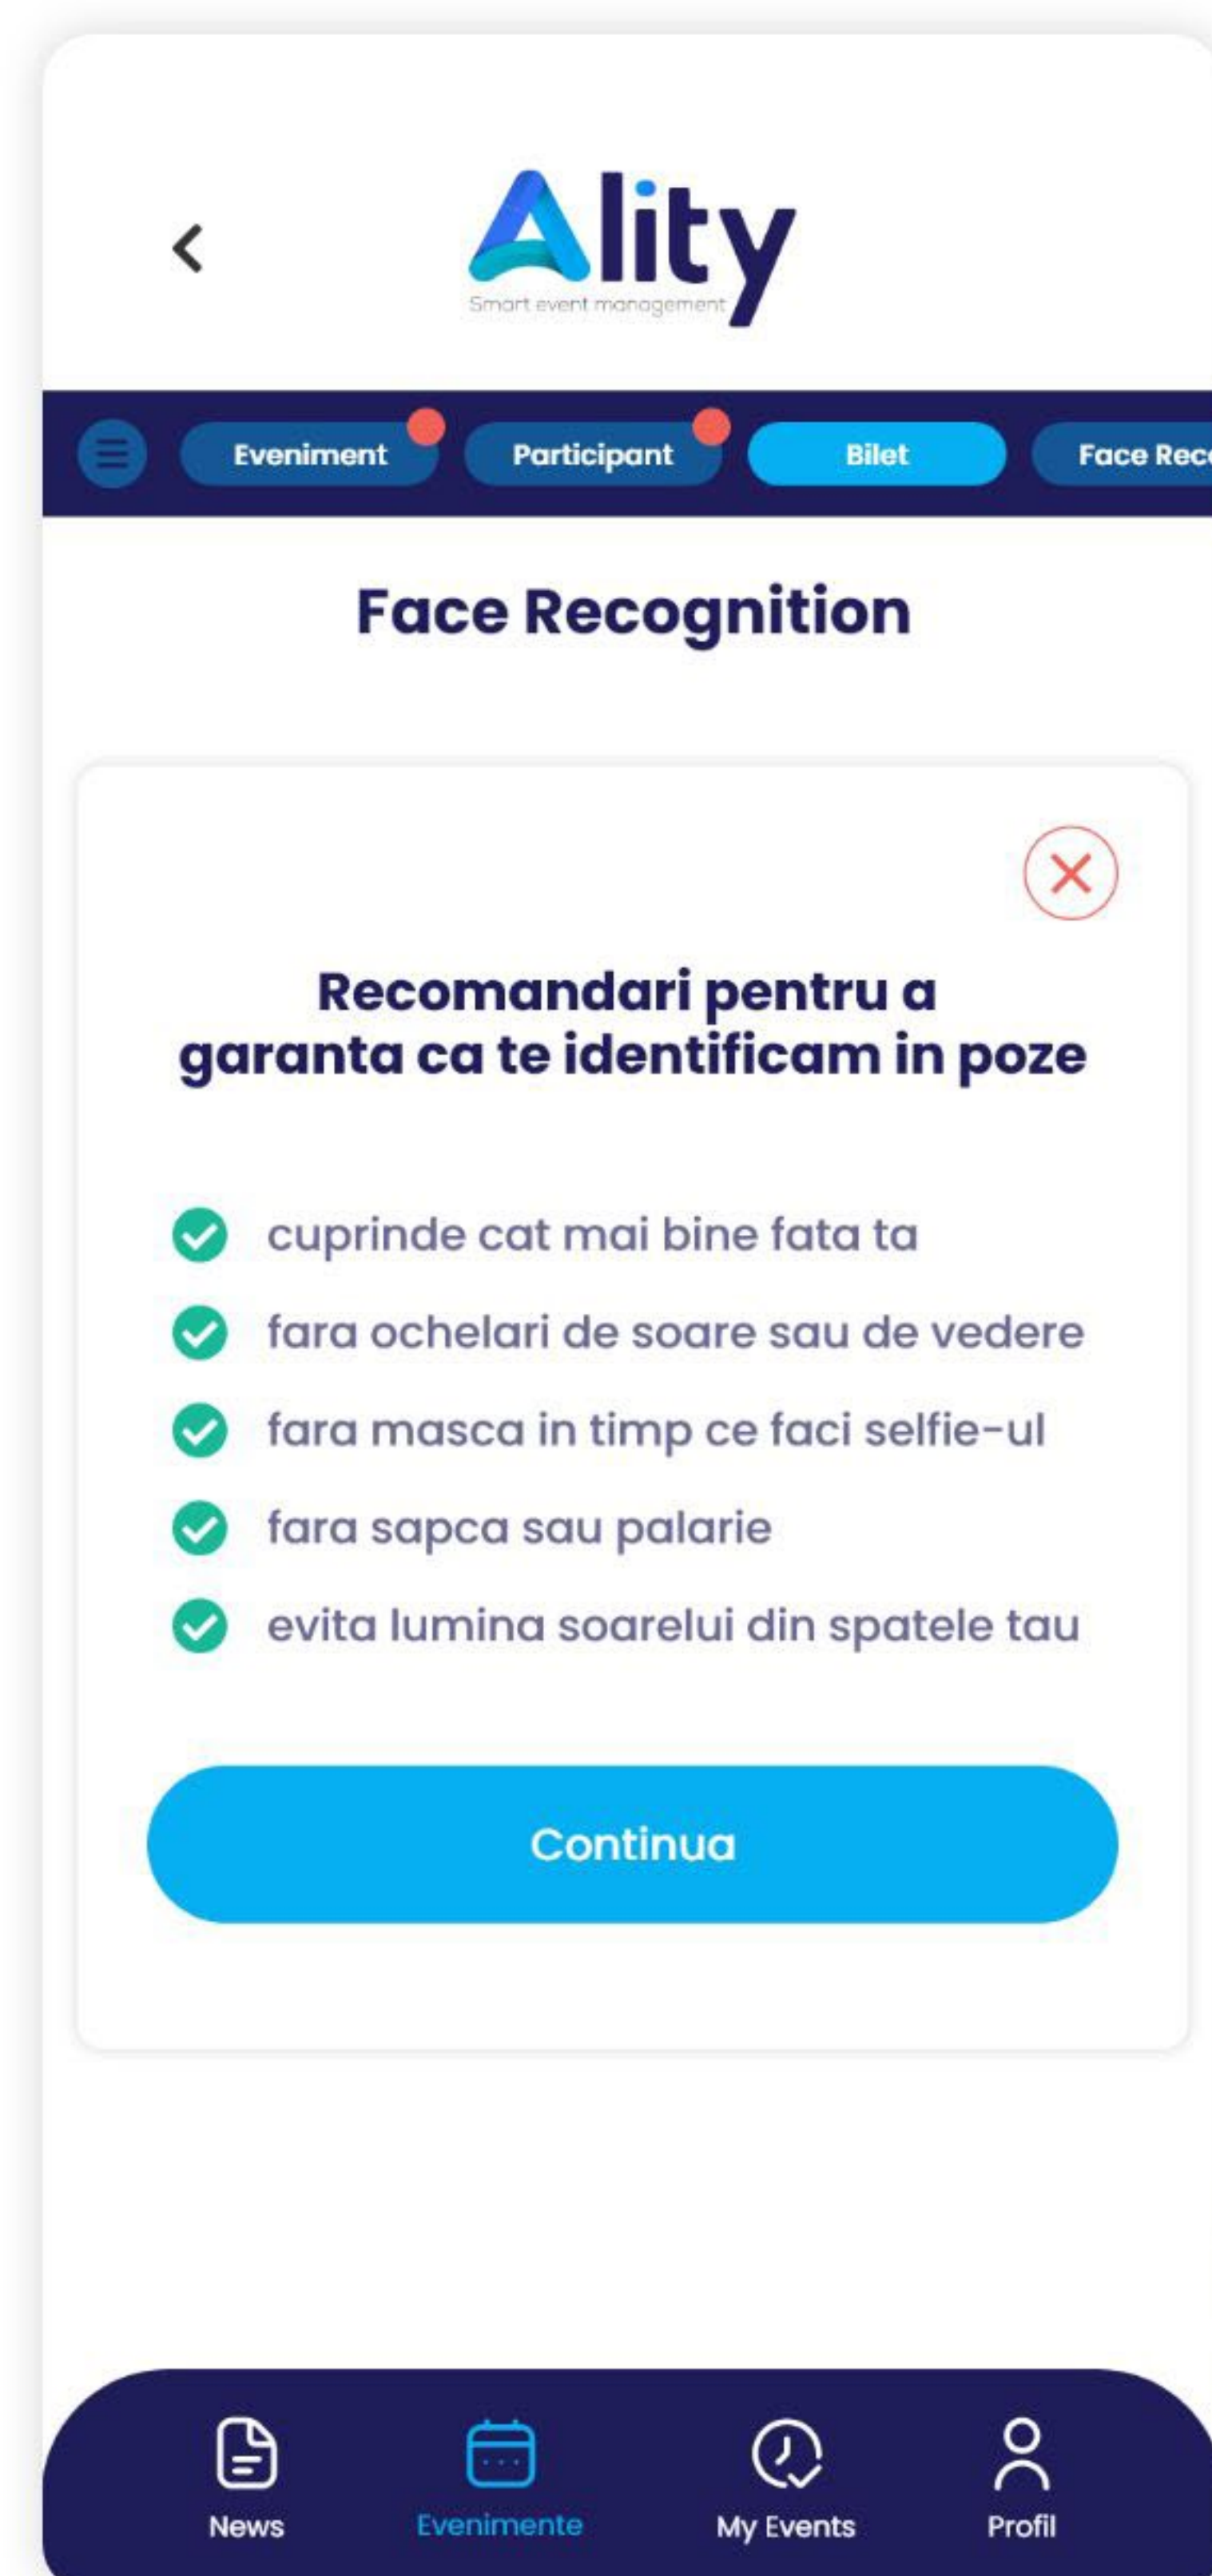 Ality
Smart event management
Eveniment
Participant
Bilet
Face Reco
Face Recognition
Recomandari pentru a
garanta ca te identificam in poze
cuprinde cat mai bine fata ta
fara ochelari de soare sau de vedere
fara masca in timp ce faci selfie-ul
fara sapca sau palarie
evita lumina soarelui din spatele tau
Continua
News
Evenimente
My Events
Profil